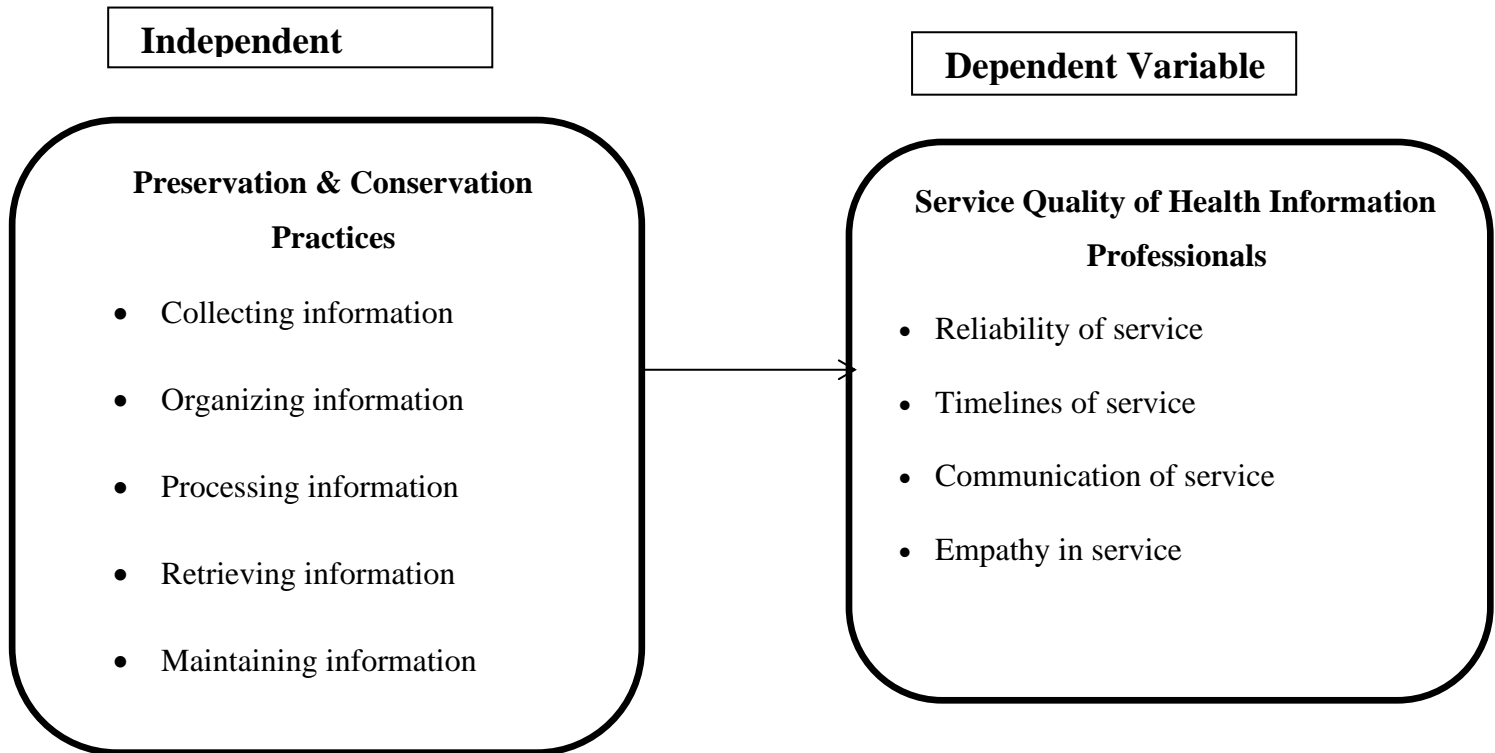 Independent
Dependent Variable
Preservation & Conservation
Practices
• Collecting information
• Organizing information
• Processing information
• Retrieving information
• Maintaining information
Service Quality of Health Information
Professionals
• Reliability of service
• Timelines of service
• Communication of service
• Empathy in service